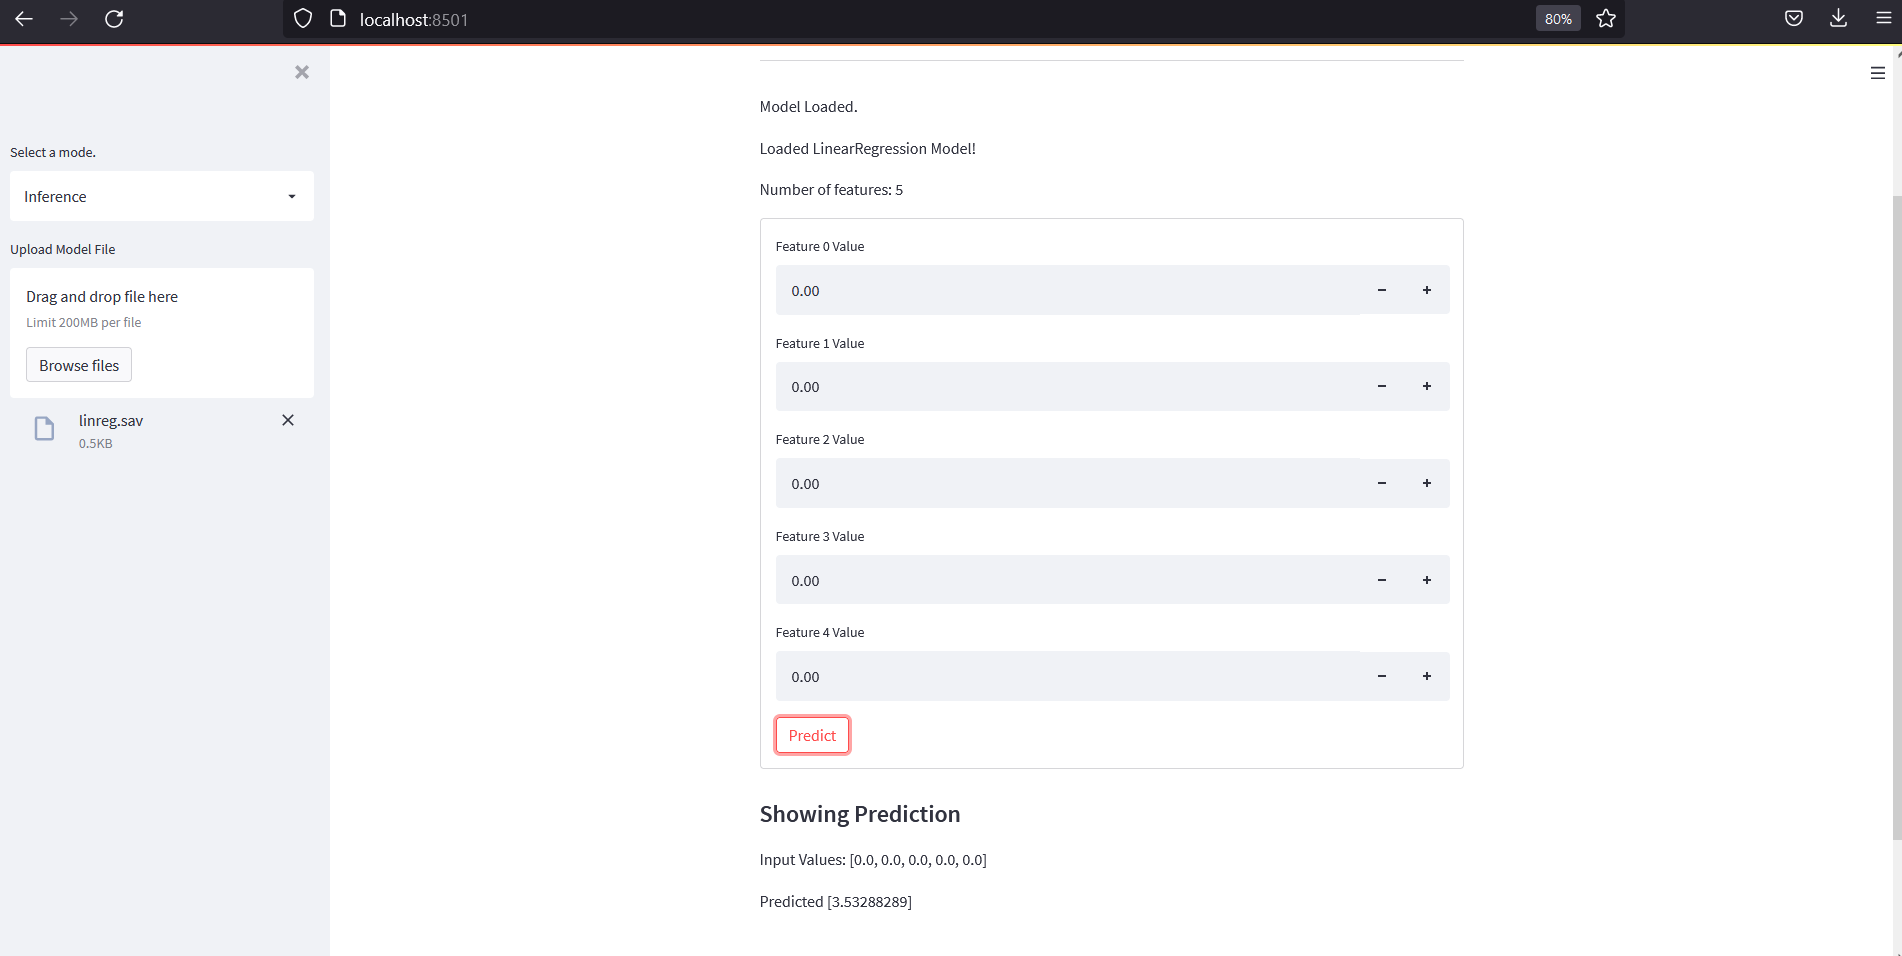 localhost:8501
80%
Select a mode.
Inference
Upload Model File
Drag and drop file here
Limit 200MB per file
Browse files
linreg.sav
0.5KB
Model Loaded.
Loaded LinearRegression Model!
Number of features: 5
Feature 0 Value
0.00
Feature 1 Value
0.00
Feature 2 Value
0.00
Feature 3 Value
0.00
Feature 4 Value
0.00
Predict
Showing Prediction
Input Values: [0.0, 0.0, 0.0, 0.0, 0.0]
Predicted [3.53288289]